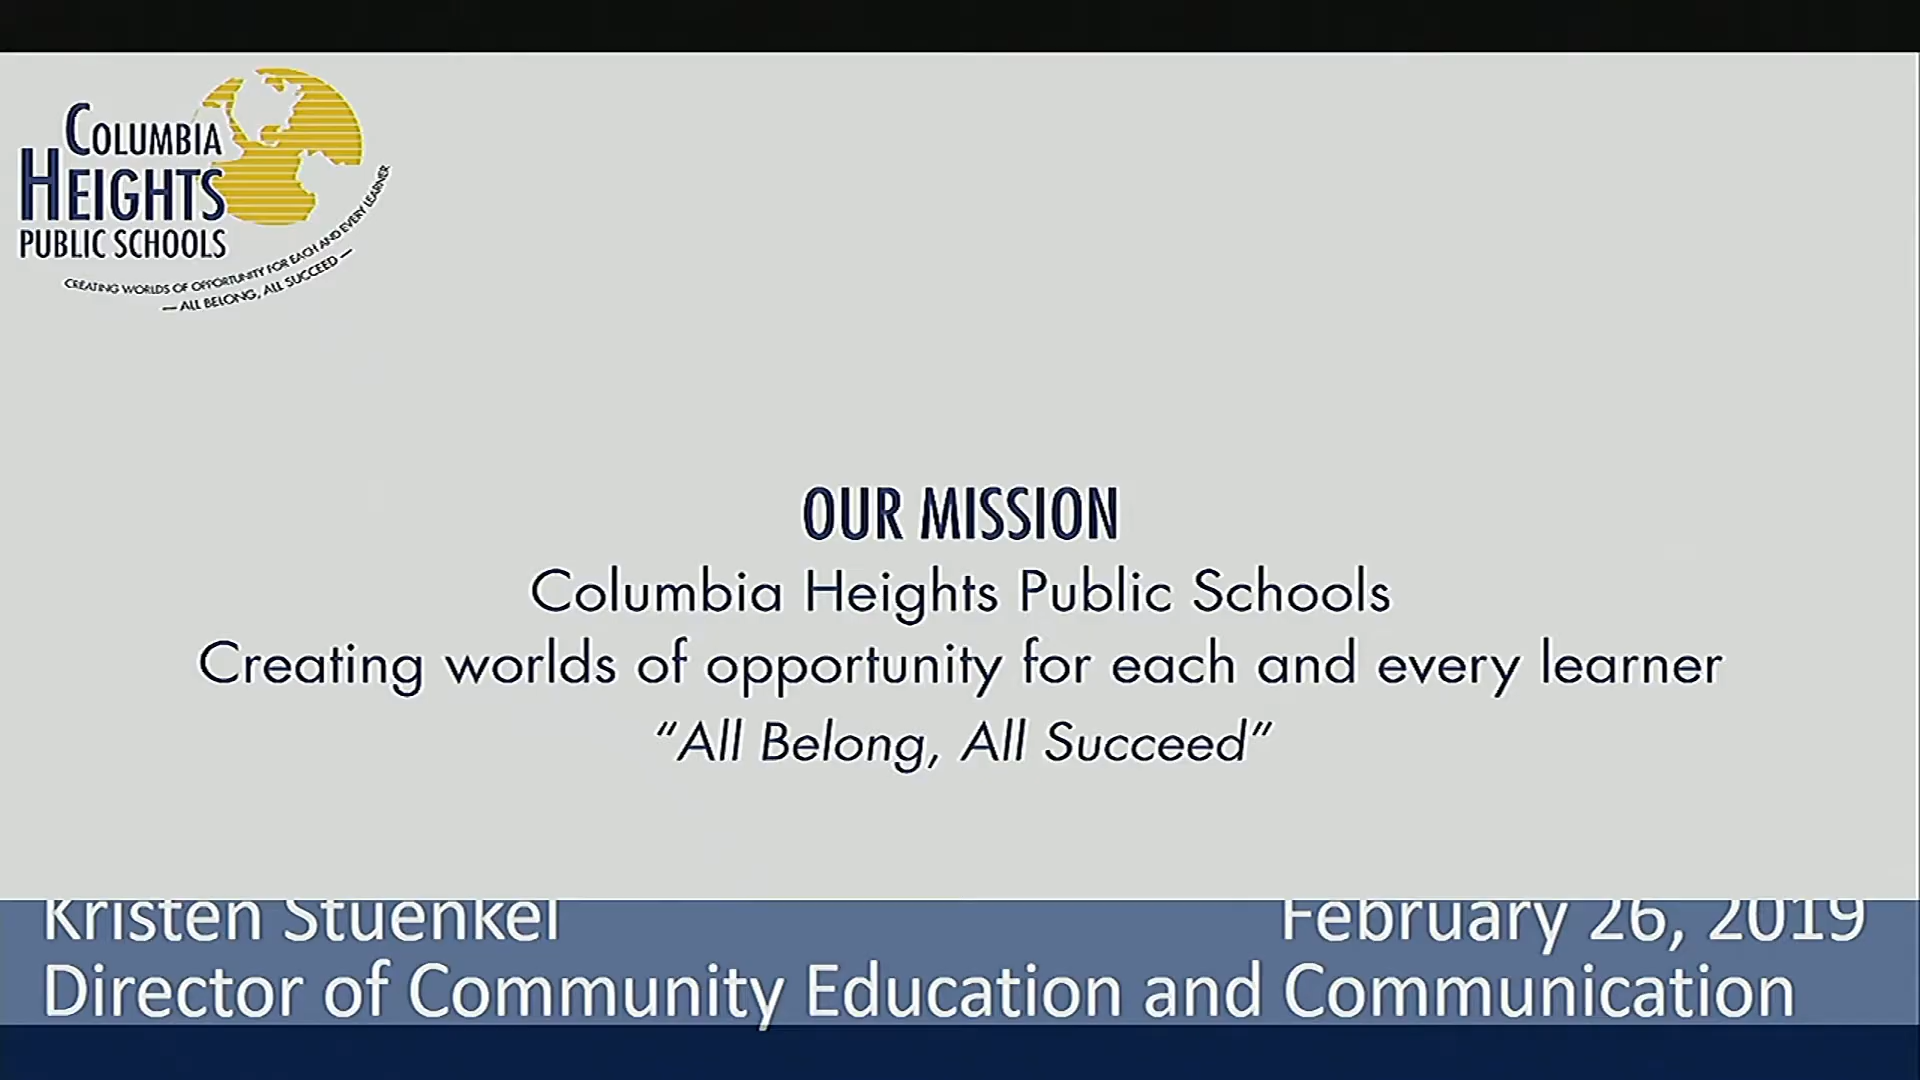 COLUMBIA
HEIGHTS
PUBLIC SCHOOLS
CREATING WORLDS OF OPPORTUNITY FOR EACH AND EVERY LEARNER
— ALL BELONG, ALL SUCCEED —
OUR MISSION
Columbia Heights Public Schools
Creating worlds of opportunity for each and every learner
“All Belong, All Succeed”
Kristen Stuenkel February 26, 2019
Director of Community Education and Communication